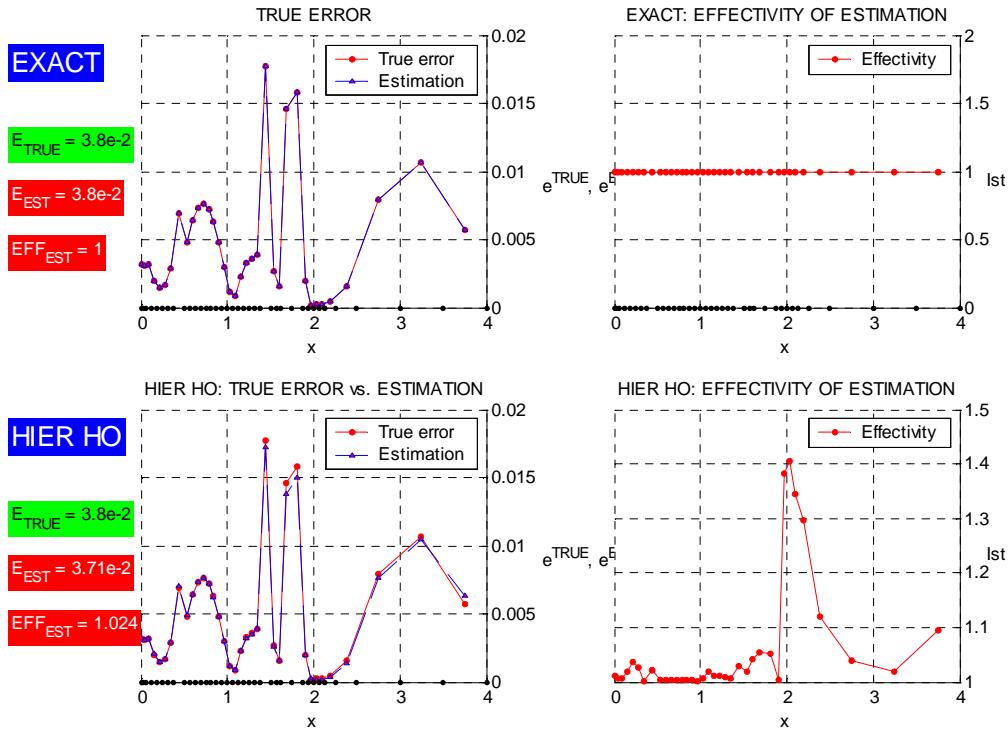 TRUE ERROR
EXACT: EFFECTIVITY OF ESTIMATION
EXACT
E_TRUE = 3.8e-2
E_EST = 3.8e-2
EFF_EST = 1
True error
Estimation
0.02
0.015
0.01
0.005
0
0 1 2 3 4
x
e^TRUE, e^E
Effectivity
2
1.5
1
0.5
0
Ist
0 1 2 3 4
x
HIER HO: TRUE ERROR vs. ESTIMATION
HIER HO: EFFECTIVITY OF ESTIMATION
HIER HO
E_TRUE = 3.8e-2
E_EST = 3.71e-2
EFF_EST = 1.024
True error
Estimation
0.02
0.015
0.01
0.005
0
0 1 2 3 4
x
e^TRUE, e^E
Effectivity
1.5
1.4
1.3
1.2
1.1
1
Ist
0 1 2 3 4
x